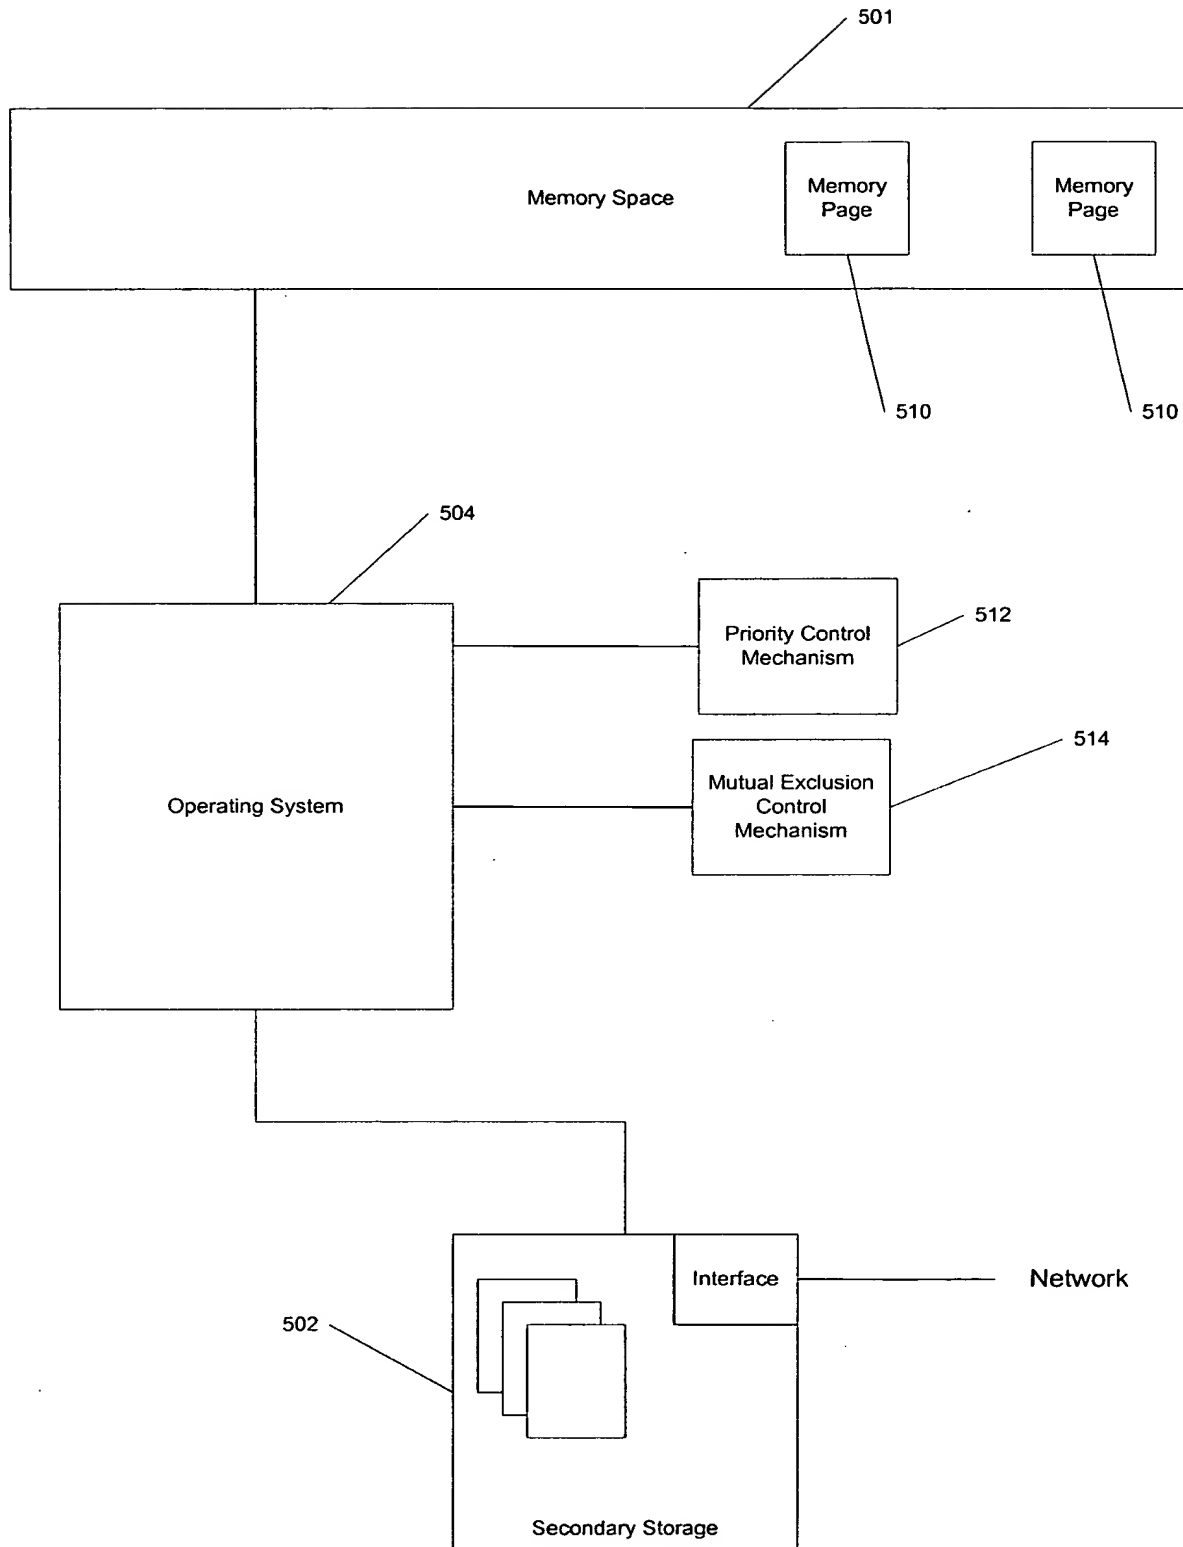 501
Memory Space
Memory
Page
Memory
Page
510
510
504
Priority Control
Mechanism
512
Operating System
Mutual Exclusion
Control
Mechanism
514
Interface
Network
502
Secondary Storage